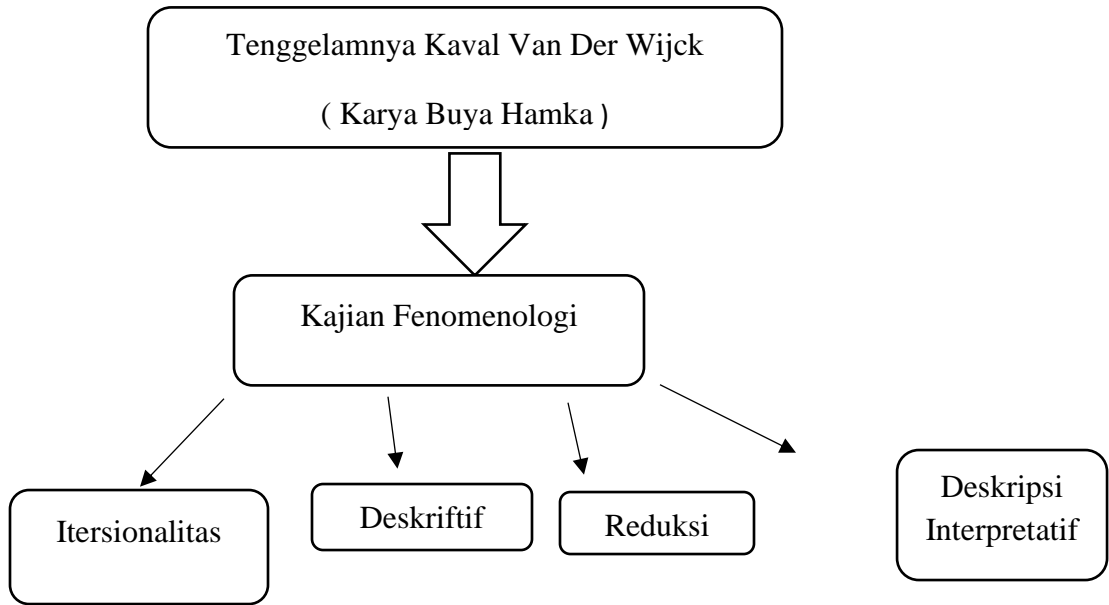 Tenggelamnya Kaval Van Der Wijck
( Karya Buya Hamka )
Kajian Fenomenologi
Itersionalitas
Deskriftif
Reduksi
Deskripsi
Interpretatif